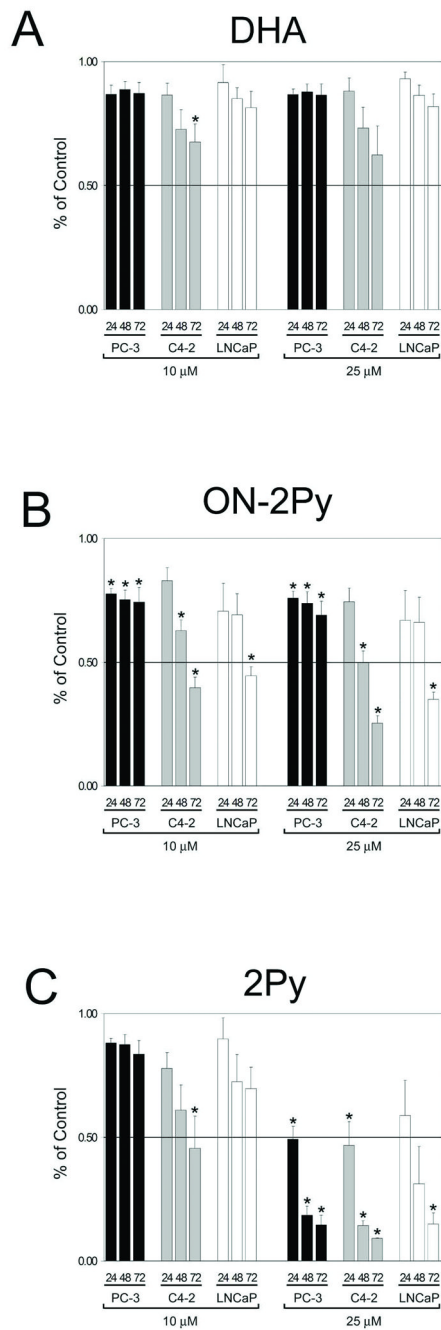 A
DHA
% of Control
1.00
*
0.50
0.00
24 48 72 24 48 72 24 48 72 24 48 72 24 48 72 24 48 72
PC-3 C4-2 LNCaP PC-3 C4-2 LNCaP
10 µM 25 µM
B
ON-2Py
% of Control
1.00
* * * * * *
* *
0.50
* * * *
0.00
24 48 72 24 48 72 24 48 72 24 48 72 24 48 72 24 48 72
PC-3 C4-2 LNCaP PC-3 C4-2 LNCaP
10 µM 25 µM
C
2Py
% of Control
1.00
* * *
0.50
* * * * *
0.00
24 48 72 24 48 72 24 48 72 24 48 72 24 48 72 24 48 72
PC-3 C4-2 LNCaP PC-3 C4-2 LNCaP
10 µM 25 µM